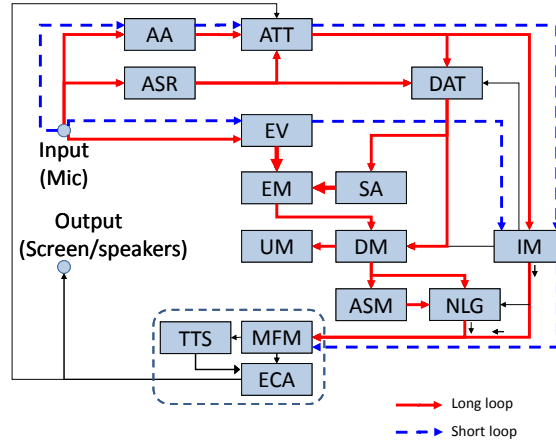 AA
ATT
ASR
DAT
EV
Input
(Mic)
EM
SA
Output
(Screen/speakers)
UM
DM
IM
ASM
NLG
TTS
MFM
ECA
Long loop
Short loop